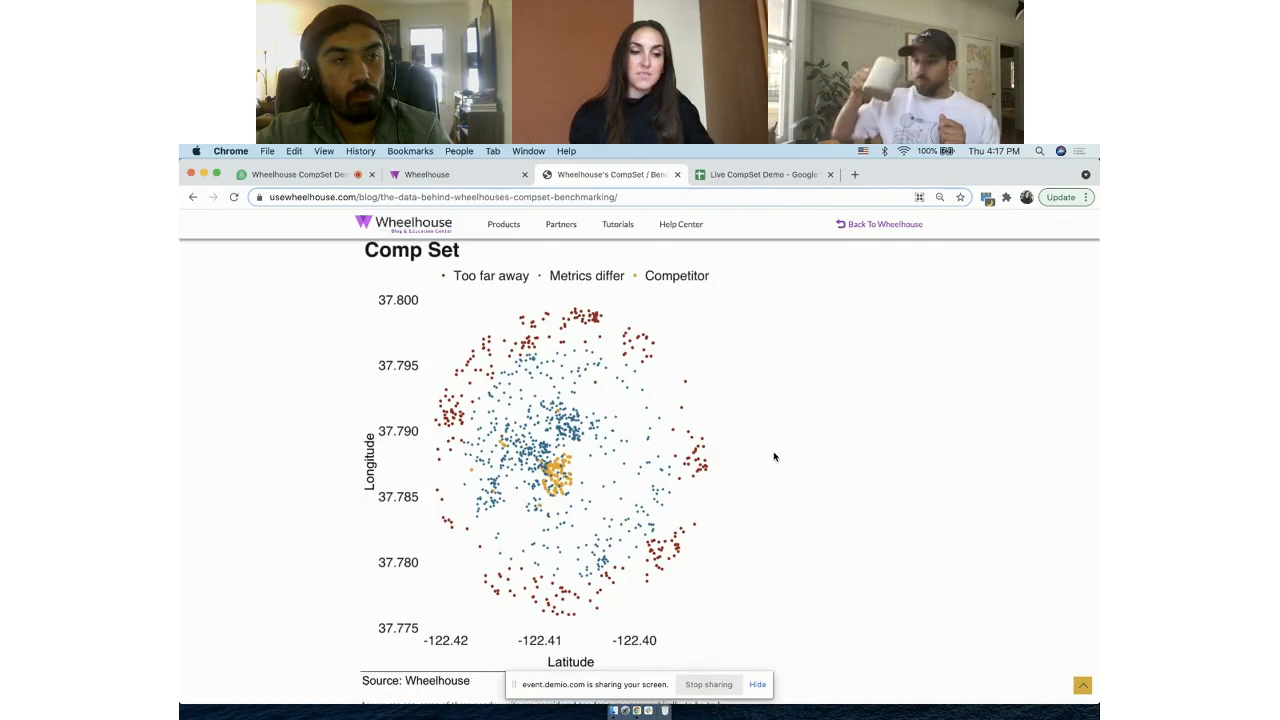 Chrome File Edit View History Bookmarks People Tab Window Help 100% Thu 4:17 PM
Wheelhouse CompSet Dem Wheelhouse Wheelhouse's CompSet / Benc Live CompSet Demo - Google
usewheelhouse.com/blog/the-data-behind-wheelhouses-compset-benchmarking/ Update
Wheelhouse Products Partners Tutorials Help Center Back To Wheelhouse
Blog & Education Center
Comp Set
Too far away Metrics differ Competitor
37.800
37.795
37.790
37.785
37.780
37.775
Longitude
-122.42 -122.41 -122.40
Latitude
Source: Wheelhouse
event.demio.com is sharing your screen. Stop sharing Hide